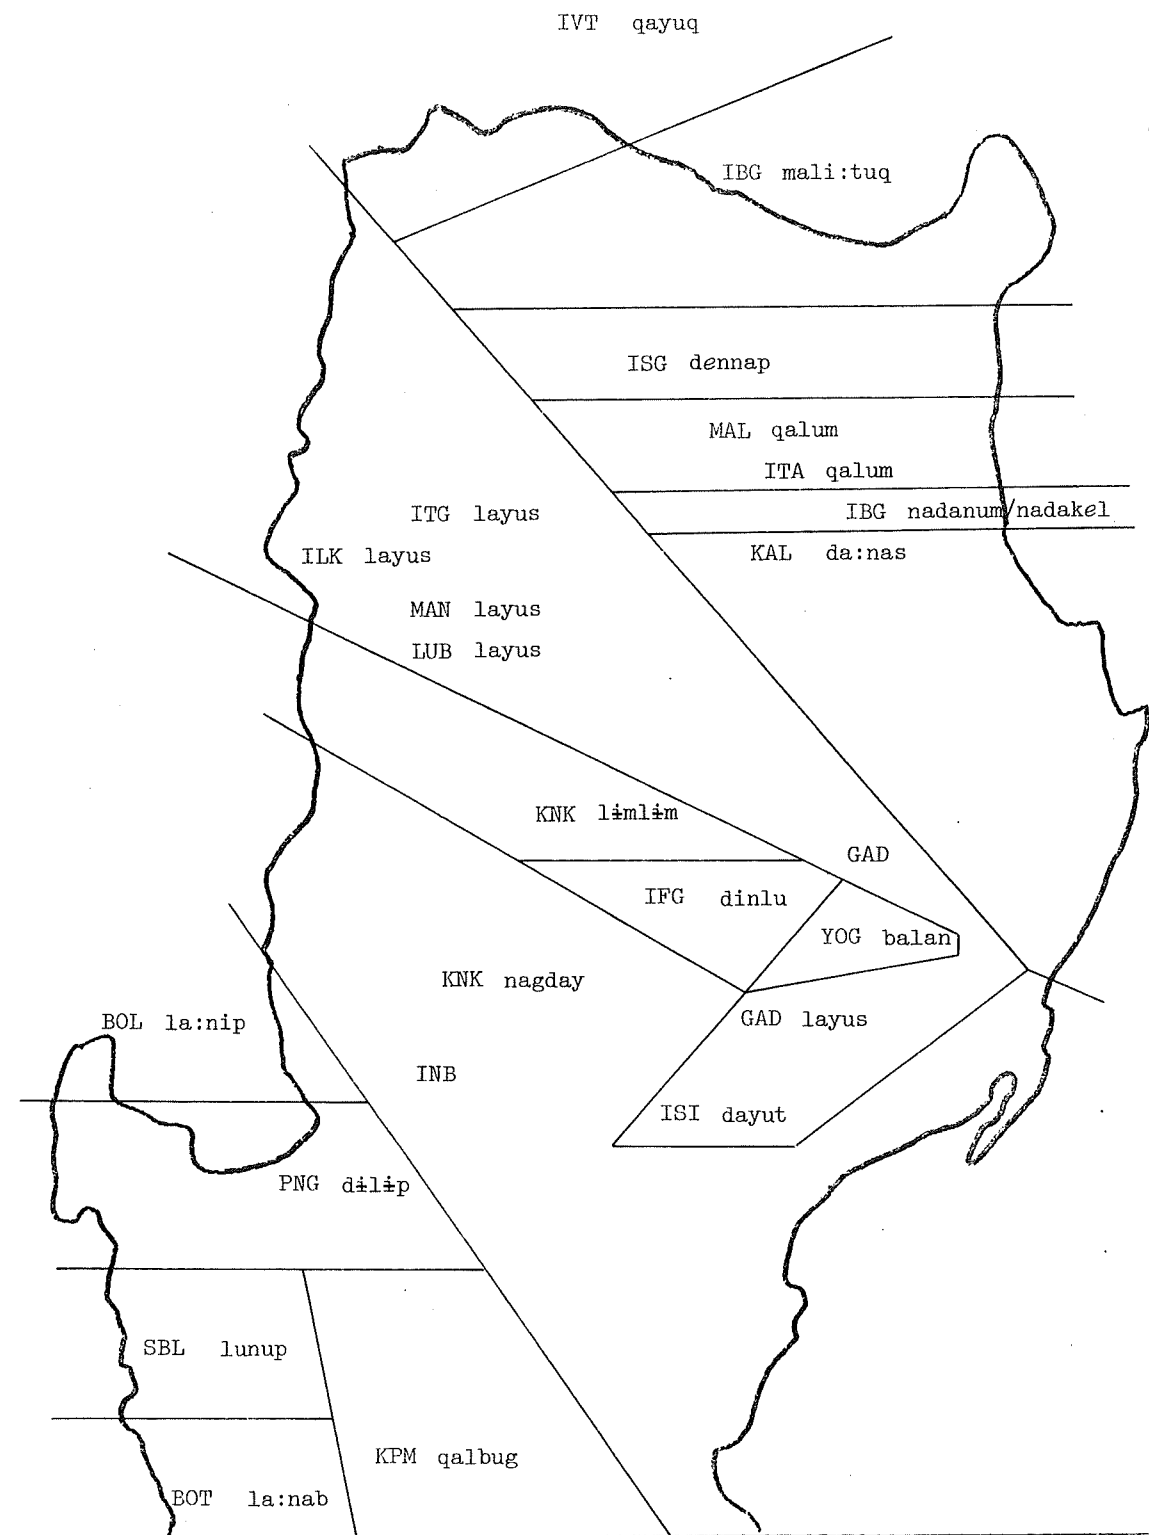 IVT qayuq
IBG mali:tuq
ISG dennap
MAL qalum
ITA qalum
ITG layus
IBG nadanum/nadakel
ILK layus
KAL da:nas
MAN layus
LUB layus
KNK lɨmlɨm
GAD
IFG dinlu
YOG balan
KNK nagday
BOL la:nip
GAD layus
INB
ISI dayut
PNG dɨlɨp
SBL lunup
KPM qalbug
BOT la:nab